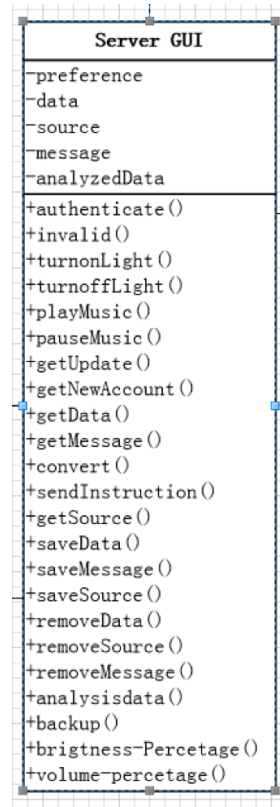 Server GUI
-preference
-data
-source
-message
-analyzedData
+authenticate()
+invalid()
+turnonLight()
+turnoffLight()
+playMusic()
+pauseMusic()
+getUpdate()
+getNewAccount()
+getData()
+getMessage()
+convert()
+sendInstruction()
+getSource()
+saveData()
+saveMessage()
+saveSource()
+removeData()
+removeSource()
+removeMessage()
+analysisdata()
+backup()
+brigtness-Percetage()
+volume-percetage()